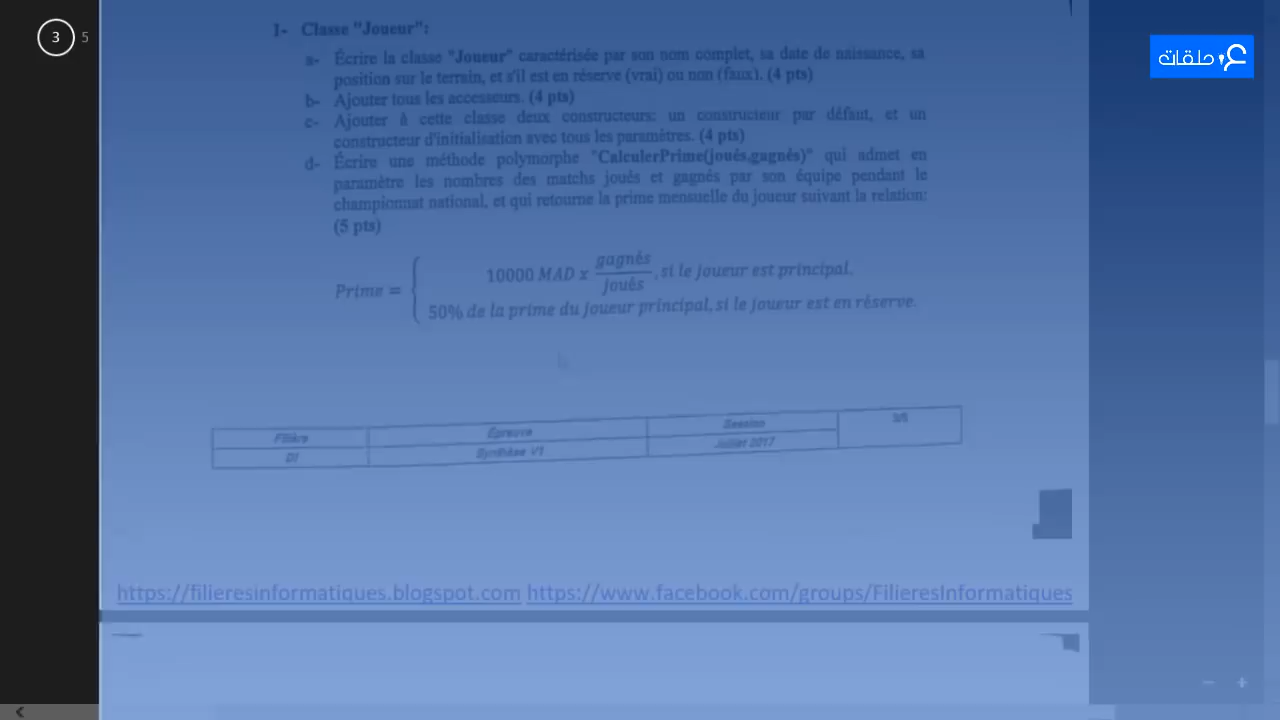 3 5
حلقات
1- Classe "Joueur":
a- Écrire la classe "Joueur" caractérisée par son nom complet, sa date de naissance, sa
position sur le terrain, et s'il est en réserve (vrai) ou non (faux). (4 pts)
b- Ajouter tous les accesseurs. (4 pts)
c- Ajouter à cette classe deux constructeurs: un constructeur par défaut, et un
constructeur d'initialisation avec tous les paramètres. (4 pts)
d- Écrire une méthode polymorphe "CalculerPrime(joués,gagnés)" qui admet en
paramètre les nombres des matchs joués et gagnés par son équipe pendant le
championnat national, et qui retourne la prime mensuelle du joueur suivant la relation:
(5 pts)
Prime = { 10000 MAD x gagnés/joués, si le joueur est principal.
50% de la prime du joueur principal, si le joueur est en réserve.
Filière Épreuve Session 3/5
DI Synthèse V1 Juillet 2017
https://filieresinformatiques.blogspot.com https://www.facebook.com/groups/FilieresInformatiques